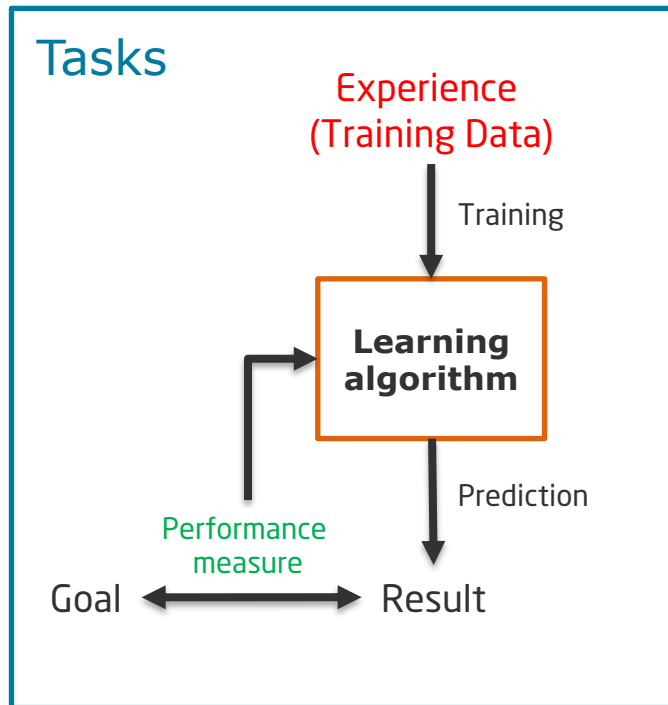 Tasks
Experience
(Training Data)
Training
Learning
algorithm
Prediction
Performance
measure
Goal
Result